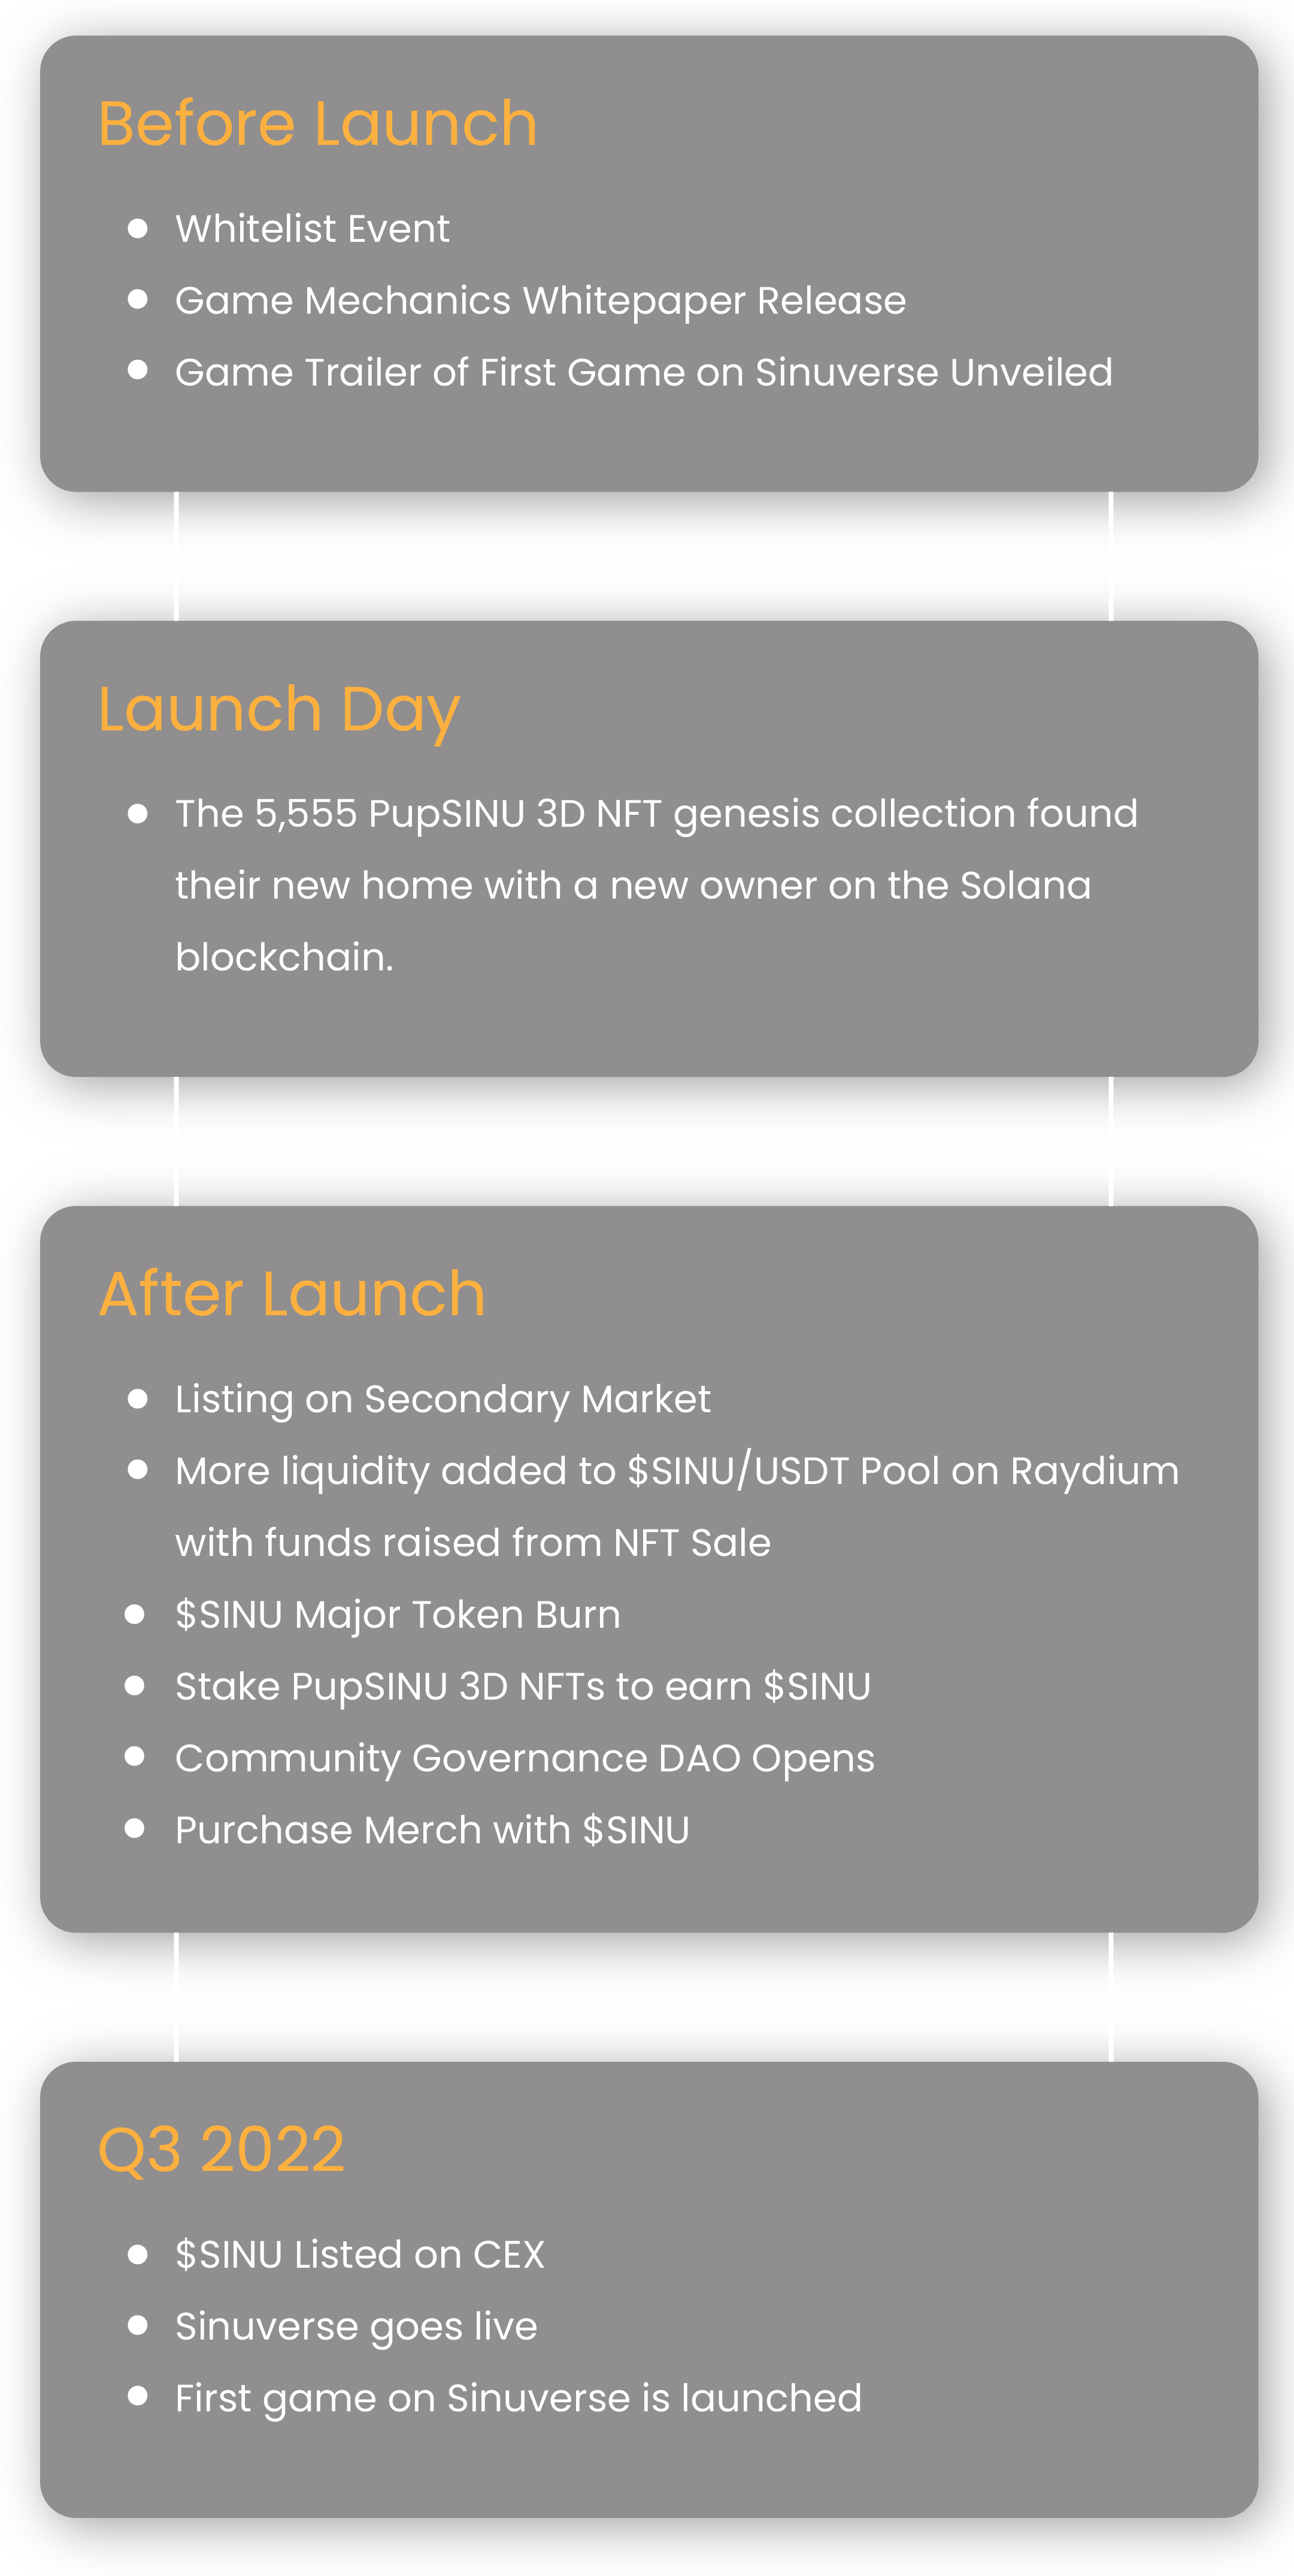 Before Launch
Whitelist Event
Game Mechanics Whitepaper Release
Game Trailer of First Game on Sinuverse Unveiled
Launch Day
The 5,555 PupSINU 3D NFT genesis collection found
their new home with a new owner on the Solana
blockchain.
After Launch
Listing on Secondary Market
More liquidity added to $SINU/USDT Pool on Raydium
with funds raised from NFT Sale
$SINU Major Token Burn
Stake PupSINU 3D NFTs to earn $SINU
Community Governance DAO Opens
Purchase Merch with $SINU
Q3 2022
$SINU Listed on CEX
Sinuverse goes live
First game on Sinuverse is launched